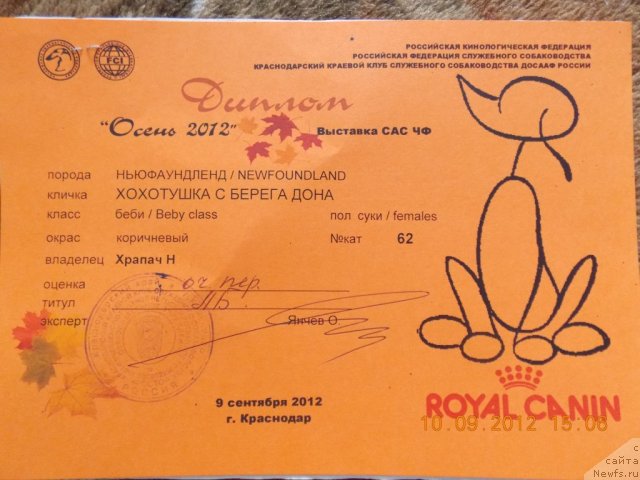 РОССИЙСКАЯ КИНОЛОГИЧЕСКАЯ ФЕДЕРАЦИЯ
РОССИЙСКАЯ ФЕДЕРАЦИЯ СЛУЖЕБНОГО СОБАКОВОДСТВА
КРАСНОДАРСКИЙ КРАЕВОЙ КЛУБ СЛУЖЕБНОГО СОБАКОВОДСТВА ДОСААФ РОССИИ
FCI
Диплом
"Осень 2012"
Выставка САС ЧФ
порода НЬЮФАУНДЛЕНД / NEWFOUNDLAND
кличка ХОХОТУШКА С БЕРЕГА ДОНА
класс беби / Beby class пол суки / females
окрас коричневый №кат 62
владелец Храпач Н
оценка оч пер.
титул ЛБ
эксперт Янчев О.
9 сентября 2012
г. Краснодар
ROYAL CANIN
10.09.2012 15:08
с
сайта
Newfs.ru